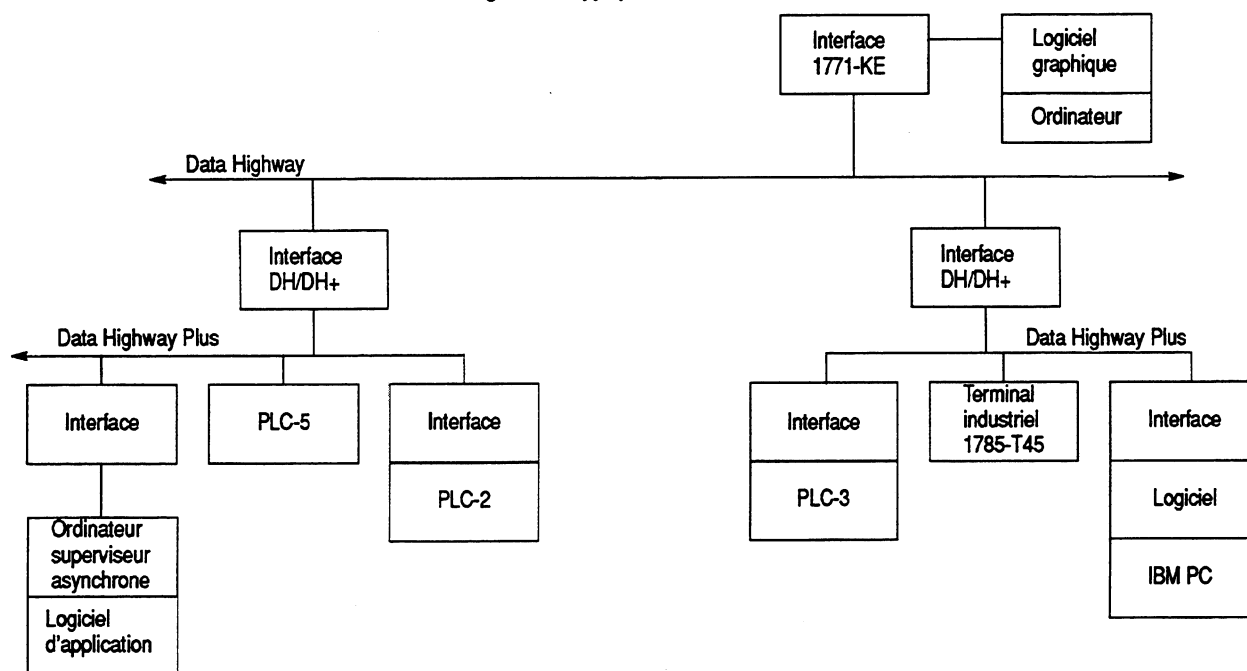 Interface
1771-KE
Logiciel
graphique
Ordinateur
Data Highway
Interface
DH/DH+
Interface
DH/DH+
Data Highway Plus
Data Highway Plus
Interface
PLC-5
Interface
PLC-2
Interface
PLC-3
Terminal
industriel
1785-T45
Interface
Logiciel
IBM PC
Ordinateur
superviseur
asynchrone
Logiciel
d'application